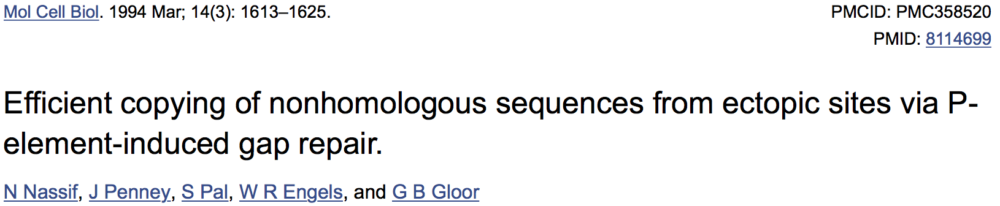 Mol Cell Biol. 1994 Mar; 14(3): 1613–1625.
PMCID: PMC358520
PMID: 8114699
Efficient copying of nonhomologous sequences from ectopic sites via P-
element-induced gap repair.
N Nassif, J Penney, S Pal, W R Engels, and G B Gloor